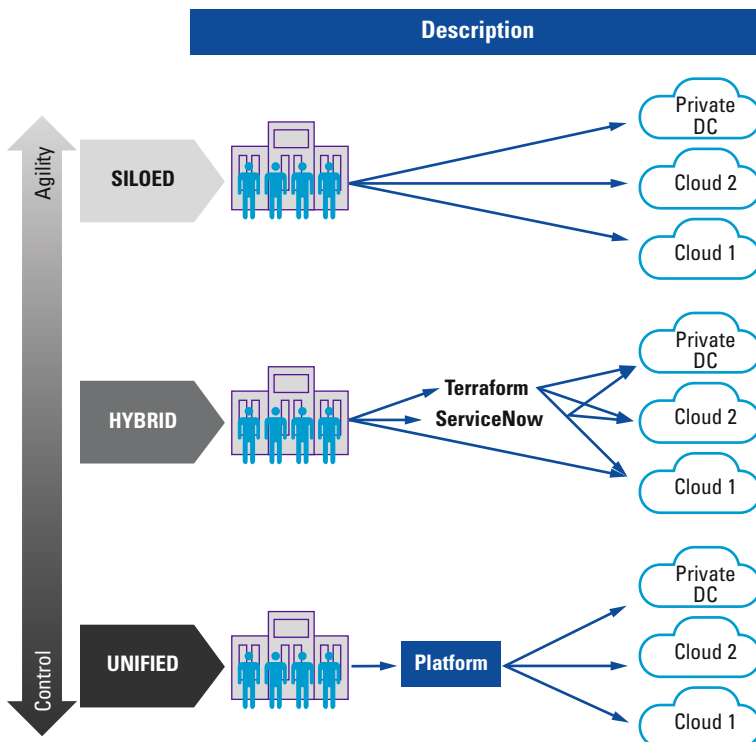 Description
Agility
SILOED
Private
DC
Cloud 2
Cloud 1
HYBRID
Terraform
ServiceNow
Private
DC
Cloud 2
Cloud 1
Control
UNIFIED
Platform
Private
DC
Cloud 2
Cloud 1